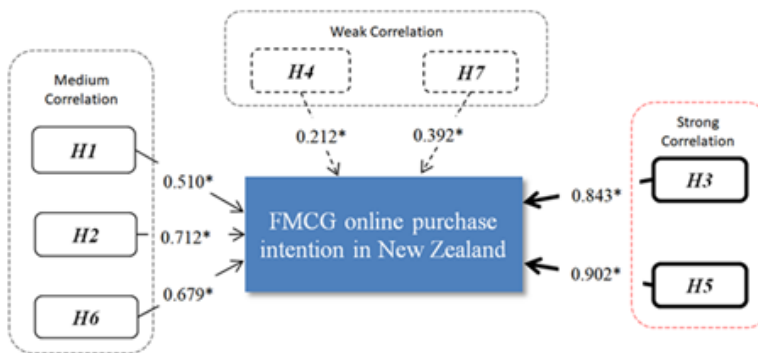 Weak Correlation
H4
H7
Medium
Correlation
H1
H2
H6
0.212*
0.392*
Strong
Correlation
H3
H5
0.510*
0.712*
0.679*
0.843*
0.902*
FMCG online purchase
intention in New Zealand